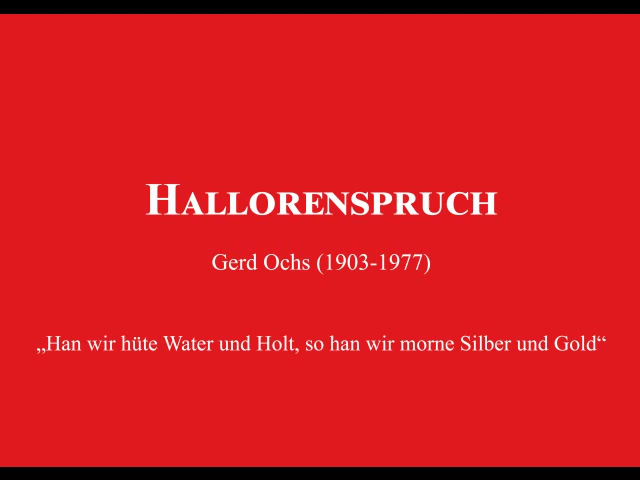 HALLORENSPRUCH
Gerd Ochs (1903-1977)
„Han wir hüte Water und Holt, so han wir morne Silber und Gold“